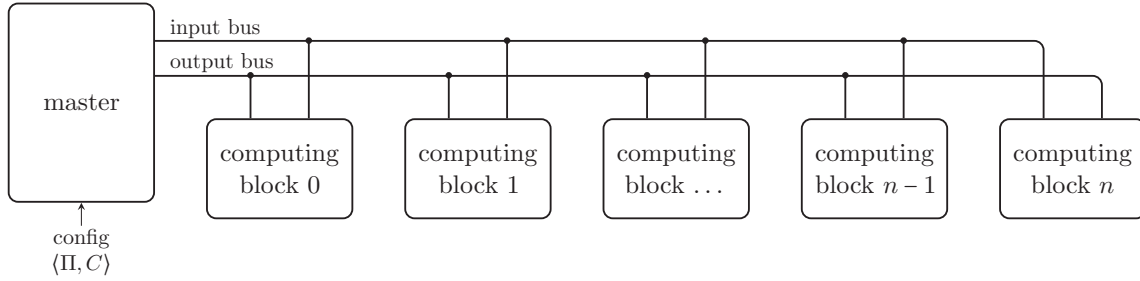 input bus
output bus
master
computing
block 0
computing
block 1
computing
block ...
computing
block n − 1
computing
block n
config
⟨Π, C⟩